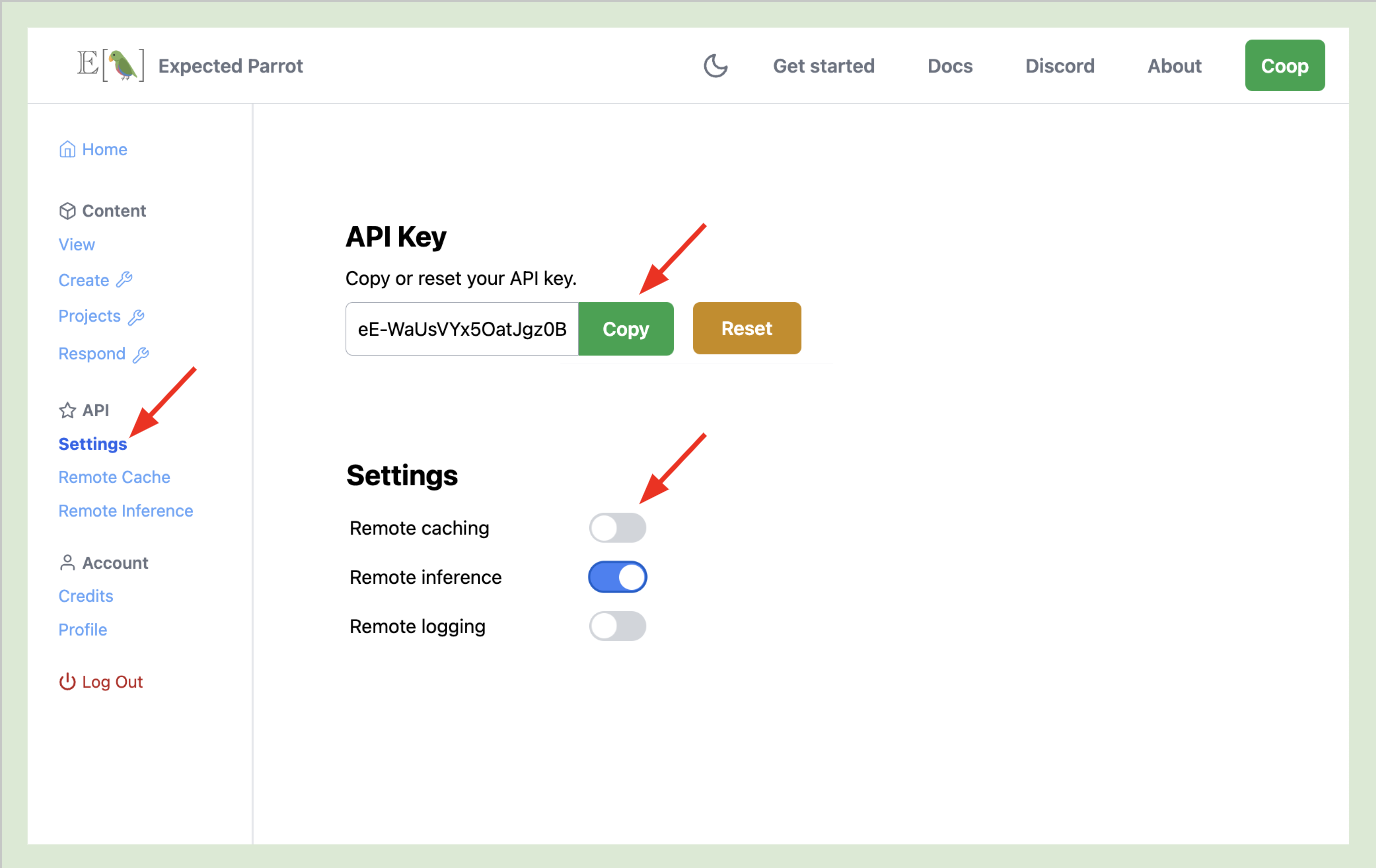 E[] Expected Parrot
Get started
Docs
Discord
About
Coop
Home
Content
View
Create
Projects
Respond
API
Settings
Remote Cache
Remote Inference
Account
Credits
Profile
Log Out
API Key
Copy or reset your API key.
eE-WaUsVYx5OatJgz0B
Copy
Reset
Settings
Remote caching
Remote inference
Remote logging